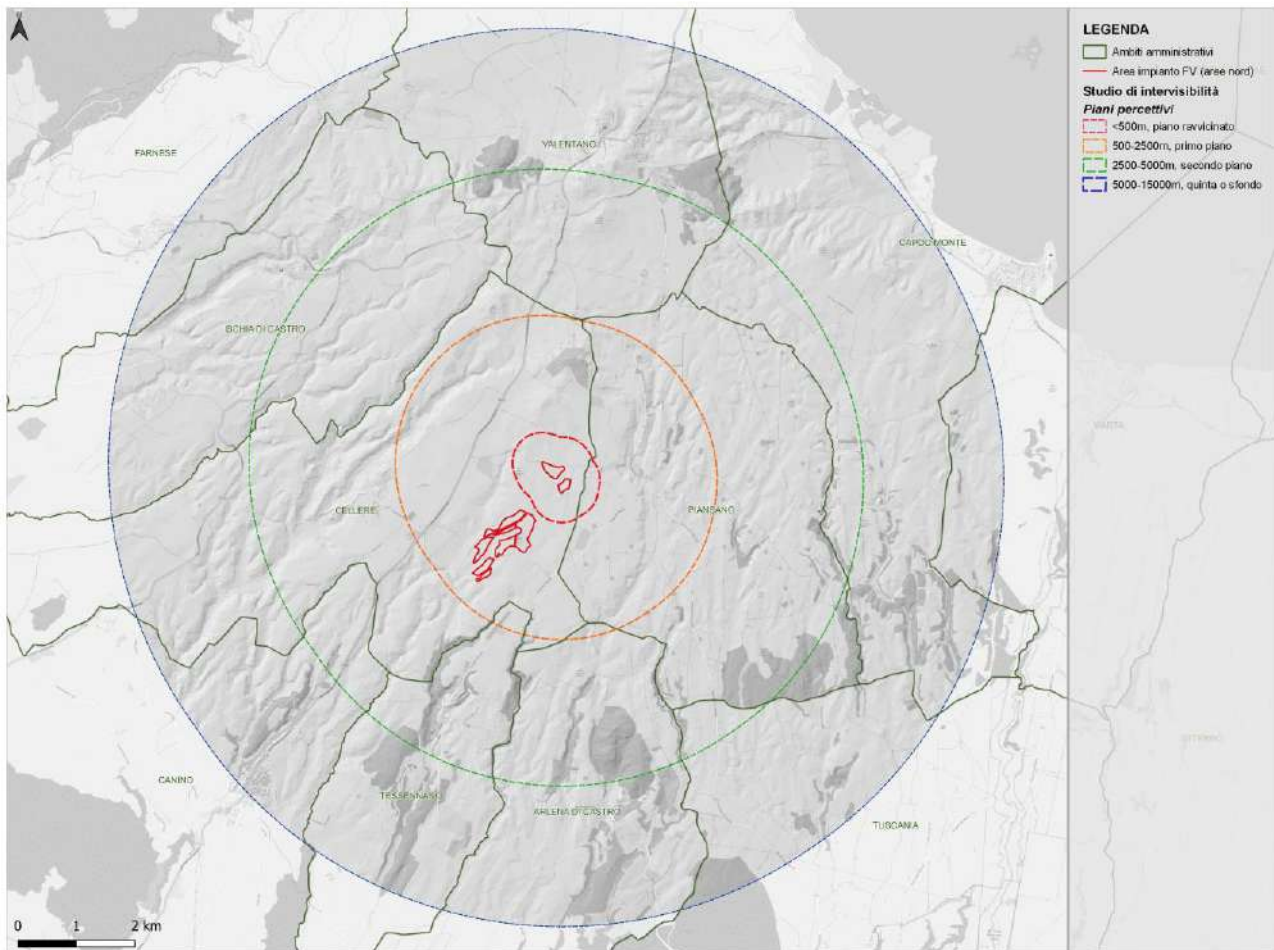 N
LEGENDA
Ambiti amministrativi
Area impianto FV (aree nord)
Studio di intervisibilità
Piani percettivi
<500m, piano ravvicinato
500-2500m, primo piano
2500-5000m, secondo piano
5000-15000m, quinta o sfondo
VALENTANO
FARNESE
CAPODIMONTE
ISCHIA DI CASTRO
MARTA
CELLERE
PIANSANO
VITERBO
CANINO
TESSENNANO
ARLENA DI CASTRO
TUSCANIA
0 1 2 km